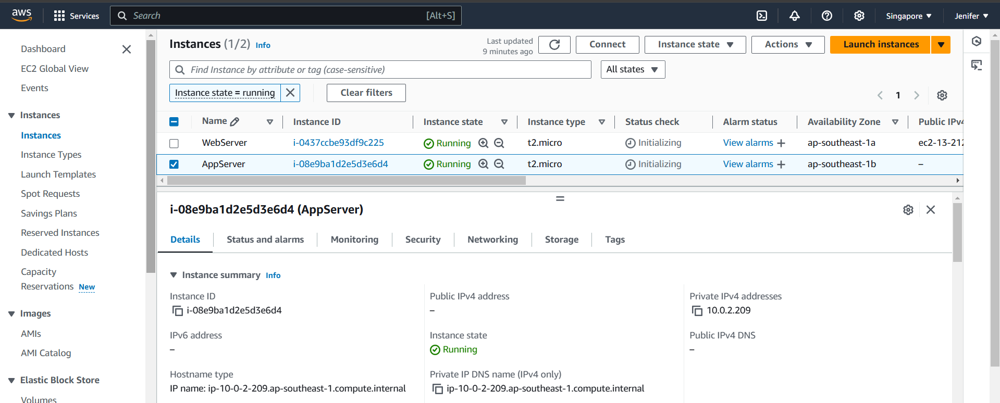 aws
Services
Search [Alt+S]
Singapore
Jenifer
Dashboard
EC2 Global View
Events
Instances
Instances
Instance Types
Launch Templates
Spot Requests
Savings Plans
Reserved Instances
Dedicated Hosts
Capacity
Reservations New
Images
AMIs
AMI Catalog
Elastic Block Store
Volumes
Instances (1/2) Info
Last updated
9 minutes ago
Connect
Instance state
Actions
Launch instances
Find Instance by attribute or tag (case-sensitive)
All states
Instance state = running
Clear filters
1
Name Instance ID Instance state Instance type Status check Alarm status Availability Zone Public IPv4
WebServer i-0437ccbe93df9c225 Running t2.micro Initializing View alarms + ap-southeast-1a ec2-13-212
AppServer i-08e9ba1d2e5d3e6d4 Running t2.micro Initializing View alarms + ap-southeast-1b –
i-08e9ba1d2e5d3e6d4 (AppServer)
Details Status and alarms Monitoring Security Networking Storage Tags
Instance summary Info
Instance ID
i-08e9ba1d2e5d3e6d4
Public IPv4 address
–
Private IPv4 addresses
10.0.2.209
IPv6 address
–
Instance state
Running
Public IPv4 DNS
–
Hostname type
IP name: ip-10-0-2-209.ap-southeast-1.compute.internal
Private IP DNS name (IPv4 only)
ip-10-0-2-209.ap-southeast-1.compute.internal